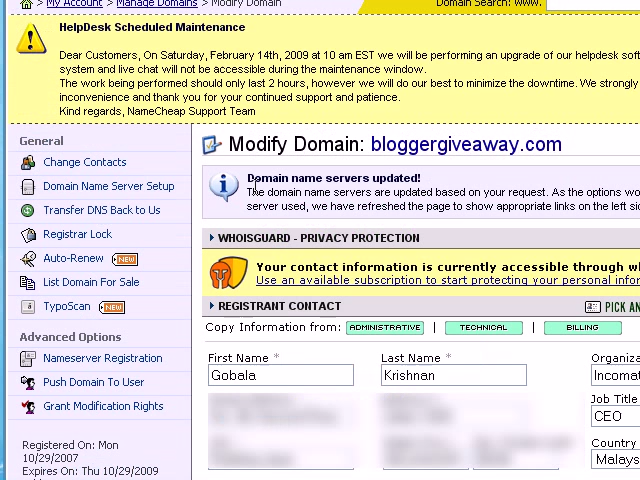 > My Account > Manage Domains > Modify Domain
Domain Search: www.
HelpDesk Scheduled Maintenance
Dear Customers, On Saturday, February 14th, 2009 at 10 am EST we will be performing an upgrade of our helpdesk soft
system and live chat will not be accessible during the maintenance window.
The work being performed should only last 2 hours, however we will do our best to minimize the downtime. We strongly
inconvenience and thank you for your continued support and patience.
Kind regards, NameCheap Support Team
General
Change Contacts
Domain Name Server Setup
Transfer DNS Back to Us
Registrar Lock
Auto-Renew NEW
List Domain For Sale
TypoScan NEW
Advanced Options
Nameserver Registration
Push Domain To User
Grant Modification Rights
Registered On: Mon
10/29/2007
Expires On: Thu 10/29/2009
Modify Domain: bloggergiveaway.com
Domain name servers updated!
The domain name servers are updated based on your request. As the options wo
server used, we have refreshed the page to show appropriate links on the left sid
WHOISGUARD - PRIVACY PROTECTION
Your contact information is currently accessible through wh
Use an available subscription to start protecting your personal infor
REGISTRANT CONTACT
PICK AN
Copy Information from: ADMINISTRATIVE | TECHNICAL | BILLING
First Name * Last Name * Organiza
Gobala Krishnan Incomat
Job Title
CEO
Country
Malays